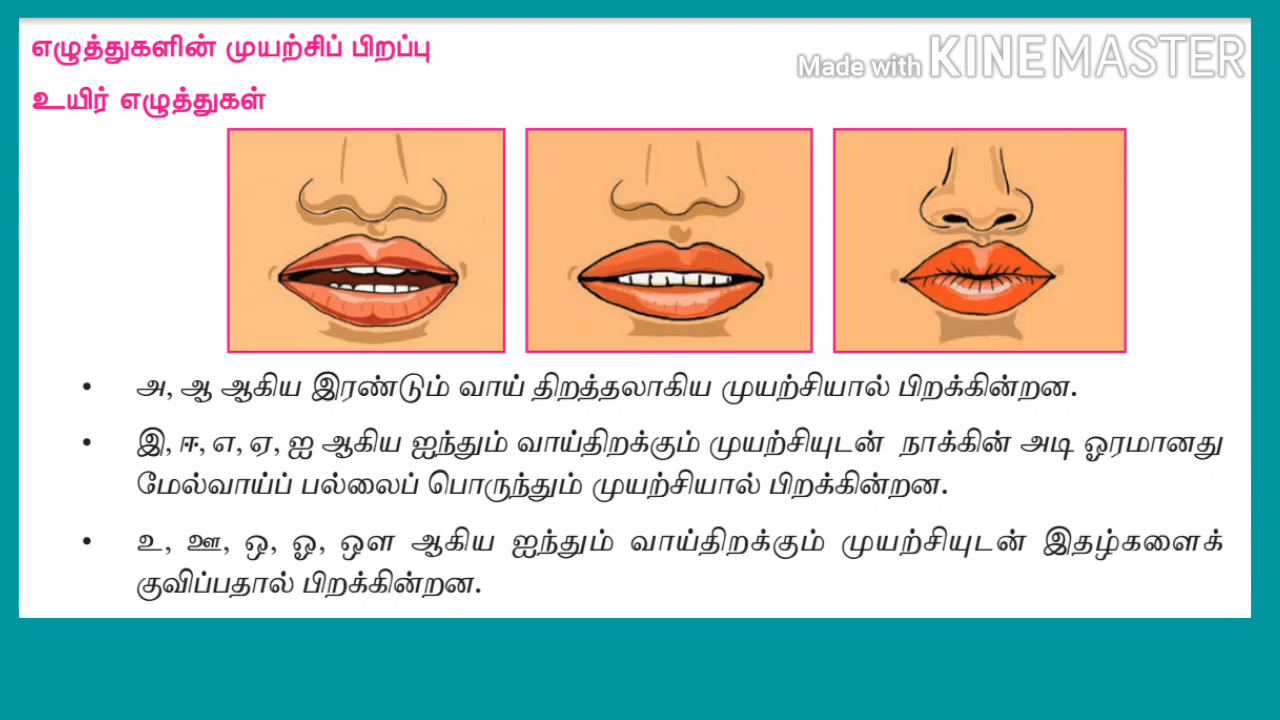 எழுத்துகளின் முயற்சிப் பிறப்பு
Made with KINEMASTER
உயிர் எழுத்துகள்
• அ, ஆ ஆகிய இரண்டும் வாய் திறத்தலாகிய முயற்சியால் பிறக்கின்றன.
• இ, ஈ, எ, ஏ, ஐ ஆகிய ஐந்தும் வாய்திறக்கும் முயற்சியுடன் நாக்கின் அடி ஓரமானது
மேல்வாய்ப் பல்லைப் பொருந்தும் முயற்சியால் பிறக்கின்றன.
• உ, ஊ, ஒ, ஓ, ஔ ஆகிய ஐந்தும் வாய்திறக்கும் முயற்சியுடன் இதழ்களைக்
குவிப்பதால் பிறக்கின்றன.